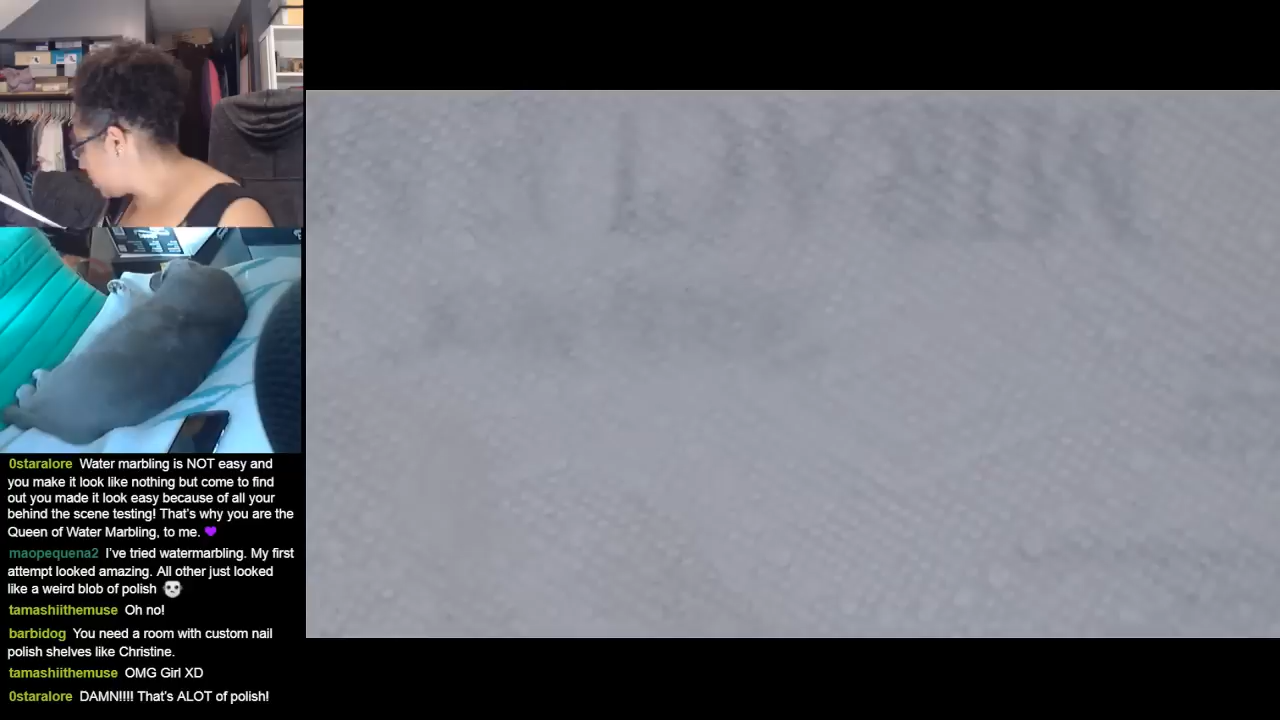 0staralore Water marbling is NOT easy and
you make it look like nothing but come to find
out you made it look easy because of all your
behind the scene testing! That's why you are the
Queen of Water Marbling, to me.
maopequena2 I've tried watermarbling. My first
attempt looked amazing. All other just looked
like a weird blob of polish
tamashiithemuse Oh no!
barbidog You need a room with custom nail
polish shelves like Christine.
tamashiithemuse OMG Girl XD
0staralore DAMN!!!! That's ALOT of polish!